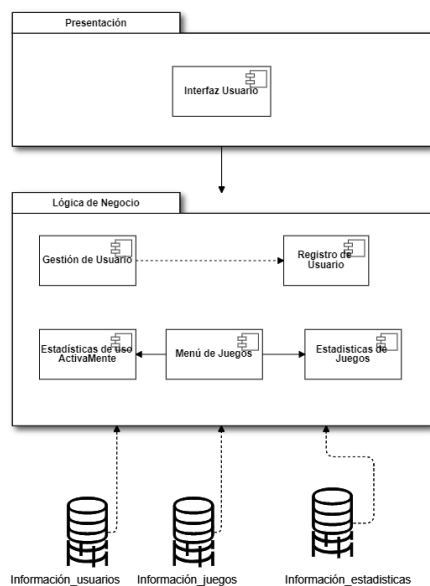 Presentación
Interfaz Usuario
Lógica de Negocio
Gestión de Usuario
Registro de
Usuario
Estadísticas de uso
ActivaMente
Menú de Juegos
Estadisticas de
Juegos
Información_usuarios
Información_juegos
Información_estadisticas